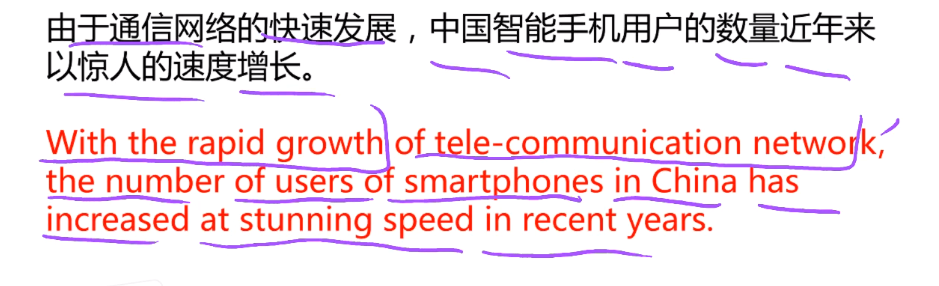 由于通信网络的快速发展，中国智能手机用户的数量近年来
以惊人的速度增长。
With the rapid growth of tele-communication network,
the number of users of smartphones in China has
increased at stunning speed in recent years.